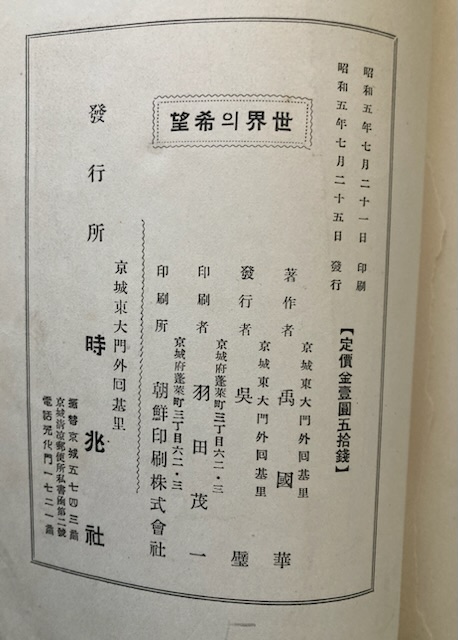 昭和五年七月二十一日 印刷
昭和五年七月二十五日 發行
【定價金壹圓五拾錢】
世界의希望
京城東大門外回基里
著作者 禹國華
京城東大門外回基里
發行者 吳璧
京城府蓬萊町三丁目六二・三
印刷者 羽田茂一
京城府蓬萊町三丁目六二・三
印刷所 朝鮮印刷株式會社
發行所
京城東大門外回基里
時兆社
振替京城五七四三番
京城淸凉郵便所私書凾第二號
電話光化門一七二一番